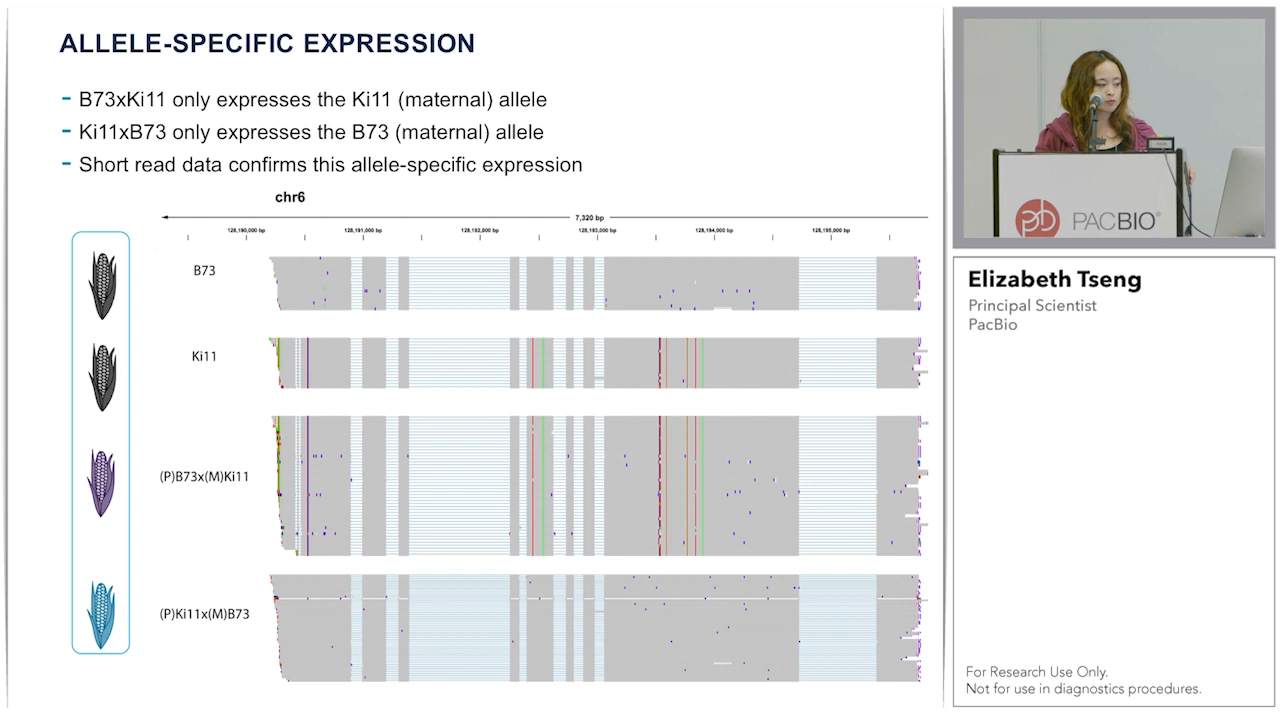 ALLELE-SPECIFIC EXPRESSION
- B73xKi11 only expresses the Ki11 (maternal) allele
- Ki11xB73 only expresses the B73 (maternal) allele
- Short read data confirms this allele-specific expression
chr6
7,320 bp
128,190,000 bp 128,191,000 bp 128,192,000 bp 128,193,000 bp 128,194,000 bp 128,195,000 bp
B73
Ki11
(P)B73x(M)Ki11
(P)Ki11x(M)B73
pb PACBIO®
Elizabeth Tseng
Principal Scientist
PacBio
For Research Use Only.
Not for use in diagnostics procedures.